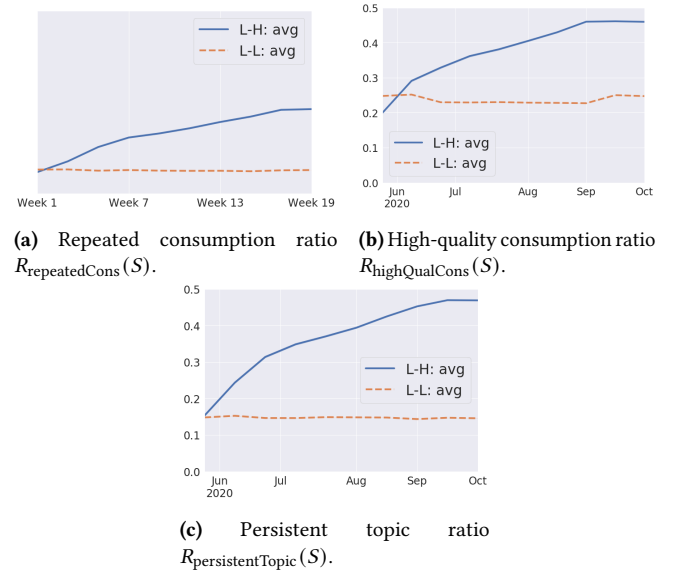 L-H: avg
L-L: avg
Week 1 Week 7 Week 13 Week 19
(a) Repeated consumption ratio
R_repeatedCons(S).
0.5
0.4
0.3
0.2
0.1
0.0
L-H: avg
L-L: avg
Jun Jul Aug Sep Oct
2020
(b) High-quality consumption ratio
R_highQualCons(S).
0.5
0.4
0.3
0.2
0.1
0.0
L-H: avg
L-L: avg
Jun Jul Aug Sep Oct
2020
(c) Persistent topic ratio
R_persistentTopic(S).